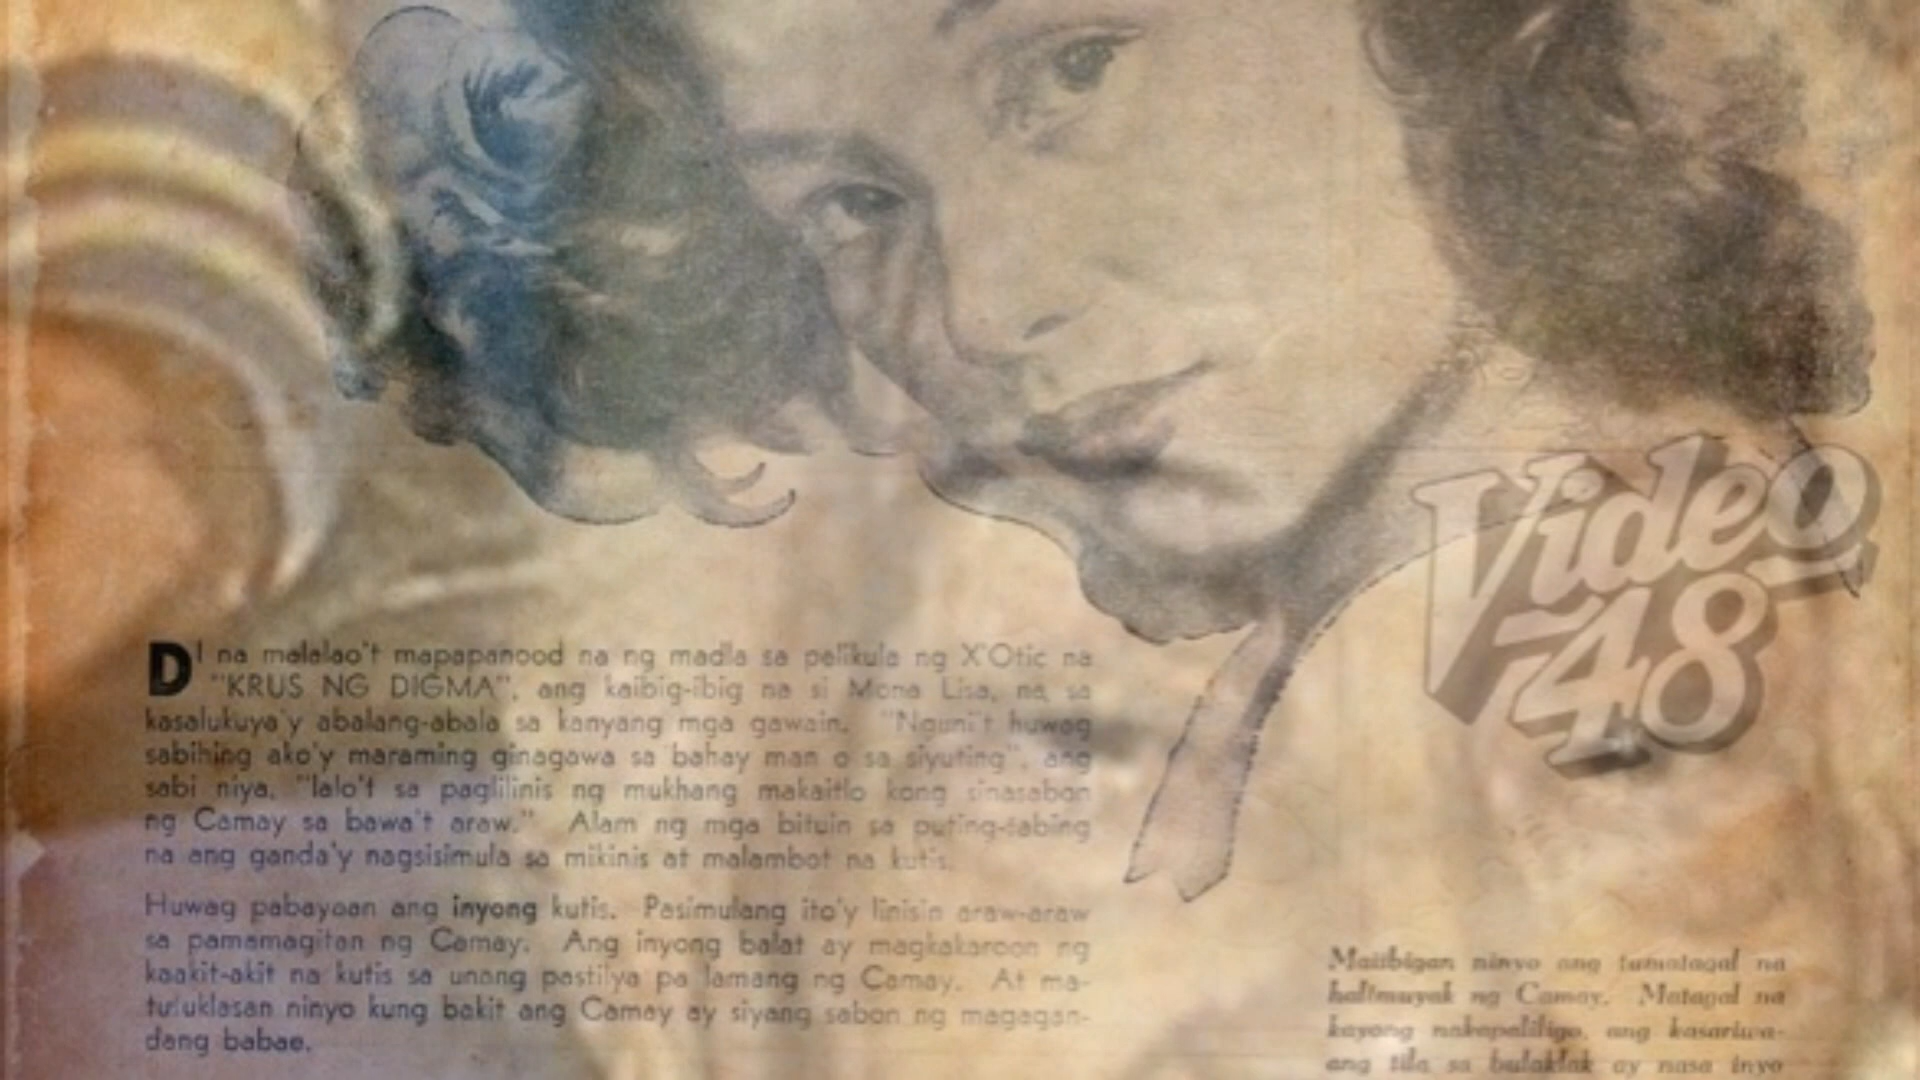 DI na malalao't mapapanood na ng madla sa pelikula ng X'Otic na
"KRUS NG DIGMA", ang kaibig-ibig na si Mona Lisa, na sa
kasalukuya'y abalang-abala sa kanyang mga gawain. "Nguni't huwag
sabihing ako'y maraming ginagawa sa bahay man o sa siyuting", ang
sabi niya, "lalo't sa paglilinis ng mukhang makaitlo kong sinasabon
ng Camay sa bawa't araw." Alam ng mga bituin sa puting-tabing
na ang ganda'y nagsisimula sa mikinis at malambot na kutis.
Huwag pabayaan ang inyong kutis. Pasimulang ito'y linisin araw-araw
sa pamamagitan ng Camay. Ang inyong balat ay magkakaroon ng
kaakit-akit na kutis sa unang pastilya pa lamang ng Camay. At ma-
tutuklasan ninyo kung bakit ang Camay ay siyang sabon ng magagan-
dang babae.
Video
48
Maiibigan ninyo ang tumatagal na
halimuyak ng Camay. Matagal na
kayong nakapaliligo, ang kasariwa-
ang tila sa bulaklak ay nasa inyo